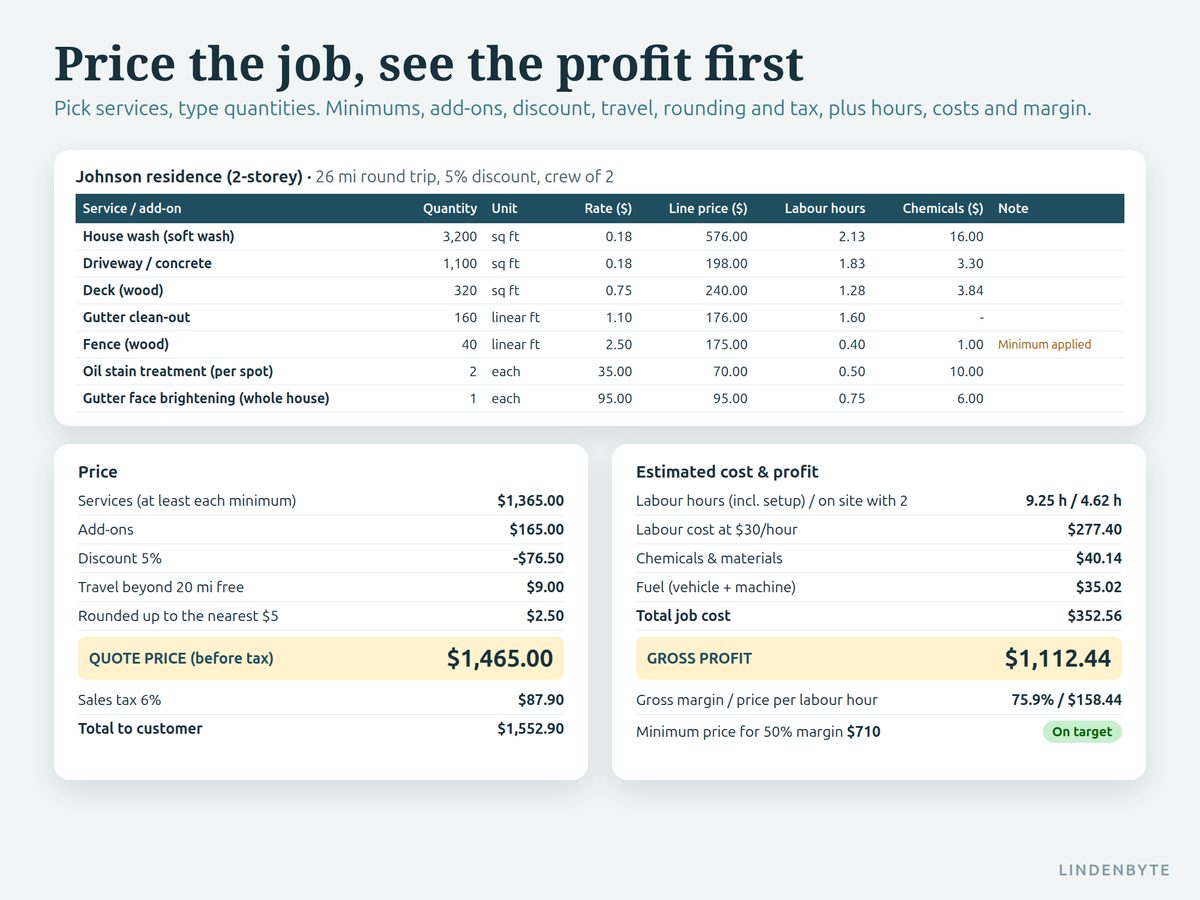 Price the job, see the profit first
Pick services, type quantities. Minimums, add-ons, discount, travel, rounding and tax, plus hours, costs and margin.
Johnson residence (2-storey) · 26 mi round trip, 5% discount, crew of 2
Service / add-on Quantity Unit Rate ($) Line price ($) Labour hours Chemicals ($) Note
House wash (soft wash) 3,200 sq ft 0.18 576.00 2.13 16.00
Driveway / concrete 1,100 sq ft 0.18 198.00 1.83 3.30
Deck (wood) 320 sq ft 0.75 240.00 1.28 3.84
Gutter clean-out 160 linear ft 1.10 176.00 1.60 -
Fence (wood) 40 linear ft 2.50 175.00 0.40 1.00 Minimum applied
Oil stain treatment (per spot) 2 each 35.00 70.00 0.50 10.00
Gutter face brightening (whole house) 1 each 95.00 95.00 0.75 6.00
Price
Services (at least each minimum) $1,365.00
Add-ons $165.00
Discount 5% -$76.50
Travel beyond 20 mi free $9.00
Rounded up to the nearest $5 $2.50
QUOTE PRICE (before tax) $1,465.00
Sales tax 6% $87.90
Total to customer $1,552.90
Estimated cost & profit
Labour hours (incl. setup) / on site with 2 9.25 h / 4.62 h
Labour cost at $30/hour $277.40
Chemicals & materials $40.14
Fuel (vehicle + machine) $35.02
Total job cost $352.56
GROSS PROFIT $1,112.44
Gross margin / price per labour hour 75.9% / $158.44
Minimum price for 50% margin $710 On target
LINDENBYTE